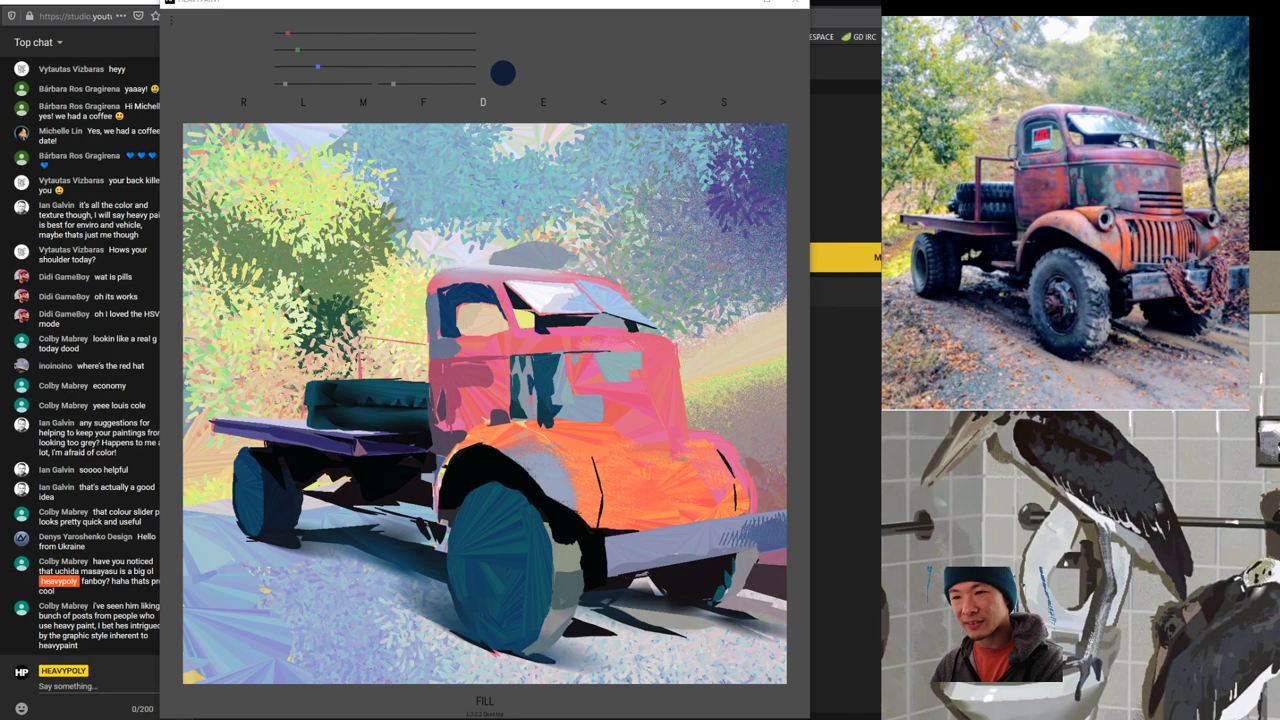 https://studio.youtu
Top chat
Vytautas Vizbaras heyy
Bárbara Ros Gragirena yaaay!
Bárbara Ros Gragirena Hi Michell
yes! we had a coffee
Michelle Lin Yes, we had a coffee
date!
Bárbara Ros Gragirena
Vytautas Vizbaras your back kille
you
Ian Galvin it's all the color and
texture though, I will say heavy pai
is best for enviro and vehicle,
maybe thats just me though
Vytautas Vizbaras Hows your
shoulder today?
Didi GameBoy wat is pills
Didi GameBoy oh its works
Didi GameBoy oh I loved the HSV
mode
Colby Mabrey lookin like a real g
today dood
inoinoino where's the red hat
Colby Mabrey economy
Colby Mabrey yeee louis cole
Ian Galvin any suggestions for
helping to keep your paintings from
looking too grey? Happens to me a
lot, I'm afraid of color!
Ian Galvin soooo helpful
Ian Galvin that's actually a good
idea
Colby Mabrey that colour slider p
looks pretty quick and useful
Denys Yaroshenko Design Hello
from Ukraine
Colby Mabrey have you noticed
that uchida masayasu is a big ol
heavypoly fanboy? haha thats pre
cool
Colby Mabrey i've seen him liking
bunch of posts from people who
use heavy paint, I bet hes intrigued
by the graphic style inherent to
heavypaint
HP HEAVYPOLY
Say something...
0/200
R L M F D E < > S
FILL
ESPACE GD IRC
M